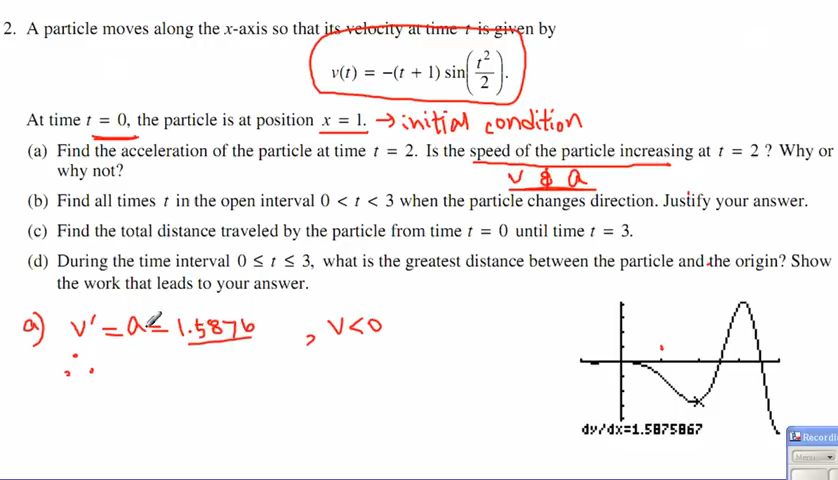 2. A particle moves along the x-axis so that its velocity at time t is given by
v(t) = −(t + 1) sin(t²/2).
At time t = 0, the particle is at position x = 1. → initial condition
(a) Find the acceleration of the particle at time t = 2. Is the speed of the particle increasing at t = 2 ? Why or
why not?
v & a
(b) Find all times t in the open interval 0 < t < 3 when the particle changes direction. Justify your answer.
(c) Find the total distance traveled by the particle from time t = 0 until time t = 3.
(d) During the time interval 0 ≤ t ≤ 3, what is the greatest distance between the particle and the origin? Show
the work that leads to your answer.
a) v' = a = 1.5876 , v<0
∴
dy/dx=1.5875867
Recordi
Menu